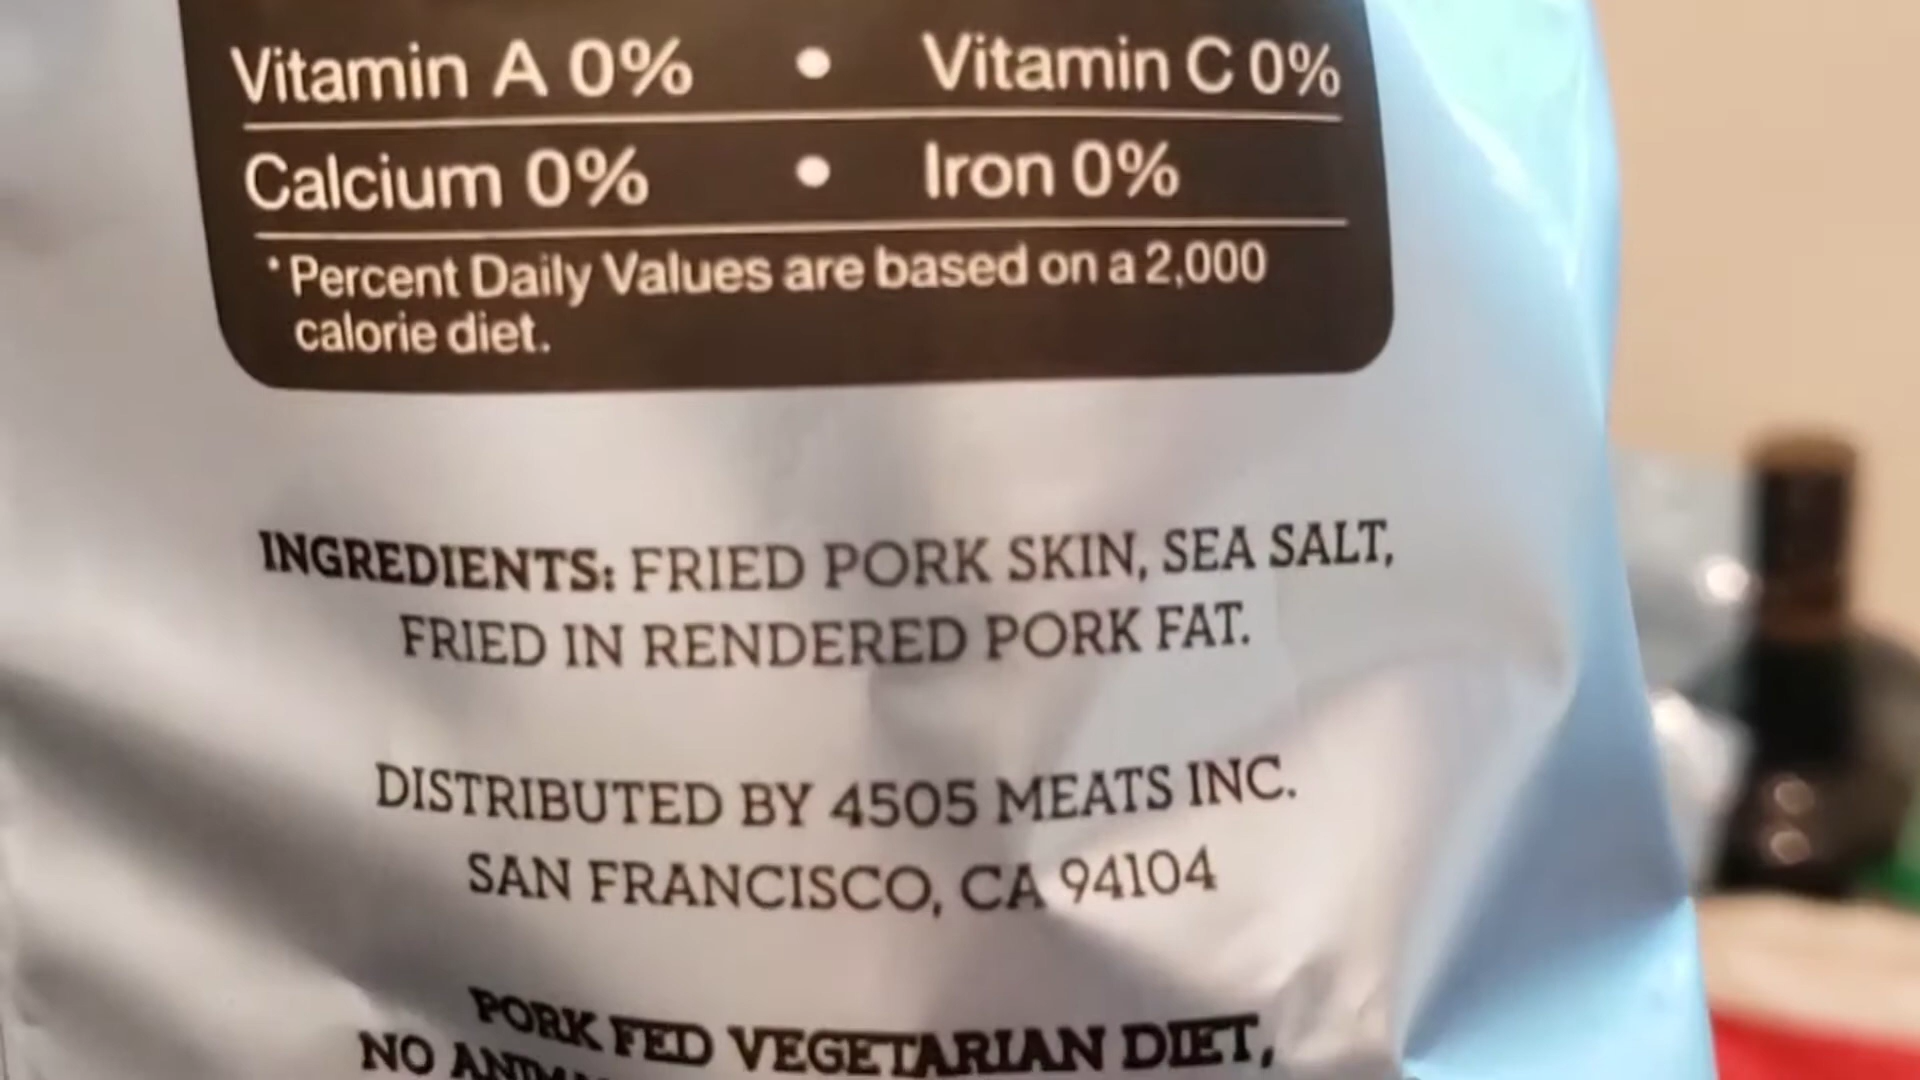 Vitamin A 0% • Vitamin C 0%
Calcium 0% • Iron 0%
*Percent Daily Values are based on a 2,000
calorie diet.
INGREDIENTS: FRIED PORK SKIN, SEA SALT,
FRIED IN RENDERED PORK FAT.
DISTRIBUTED BY 4505 MEATS INC.
SAN FRANCISCO, CA 94104
PORK FED VEGETARIAN DIET,
NO